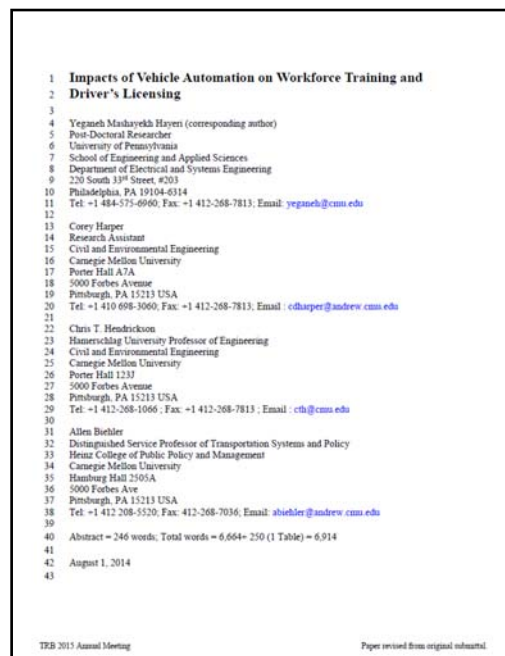 1 Impacts of Vehicle Automation on Workforce Training and
2 Driver's Licensing
3
4 Yeganeh Mashayekh Hayeri (corresponding author)
5 Post-Doctoral Researcher
6 University of Pennsylvania
7 School of Engineering and Applied Sciences
8 Department of Electrical and Systems Engineering
9 220 South 33rd Street, #203
10 Philadelphia, PA 19104-6314
11 Tel: +1 484-575-6960; Fax: +1 412-268-7813; Email: yeganeh@cmu.edu
12
13 Corey Harper
14 Research Assistant
15 Civil and Environmental Engineering
16 Carnegie Mellon University
17 Porter Hall A7A
18 5000 Forbes Avenue
19 Pittsburgh, PA 15213 USA
20 Tel: +1 410 698-3060; Fax: +1 412-268-7813; Email : cdharper@andrew.cmu.edu
21
22 Chris T. Hendrickson
23 Hamerschlag University Professor of Engineering
24 Civil and Environmental Engineering
25 Carnegie Mellon University
26 Porter Hall 123J
27 5000 Forbes Avenue
28 Pittsburgh, PA 15213 USA
29 Tel: +1 412-268-1066 ; Fax: +1 412-268-7813 ; Email : cth@cmu.edu
30
31 Allen Biehler
32 Distinguished Service Professor of Transportation Systems and Policy
33 Heinz College of Public Policy and Management
34 Carnegie Mellon University
35 Hamburg Hall 2505A
36 5000 Forbes Ave
37 Pittsburgh, PA 15213 USA
38 Tel: +1 412 208-5520; Fax: 412-268-7036; Email: abiehler@andrew.cmu.edu
39
40 Abstract = 246 words; Total words = 6,664+ 250 (1 Table) = 6,914
41
42 August 1, 2014
43
TRB 2015 Annual Meeting Paper revised from original submittal.